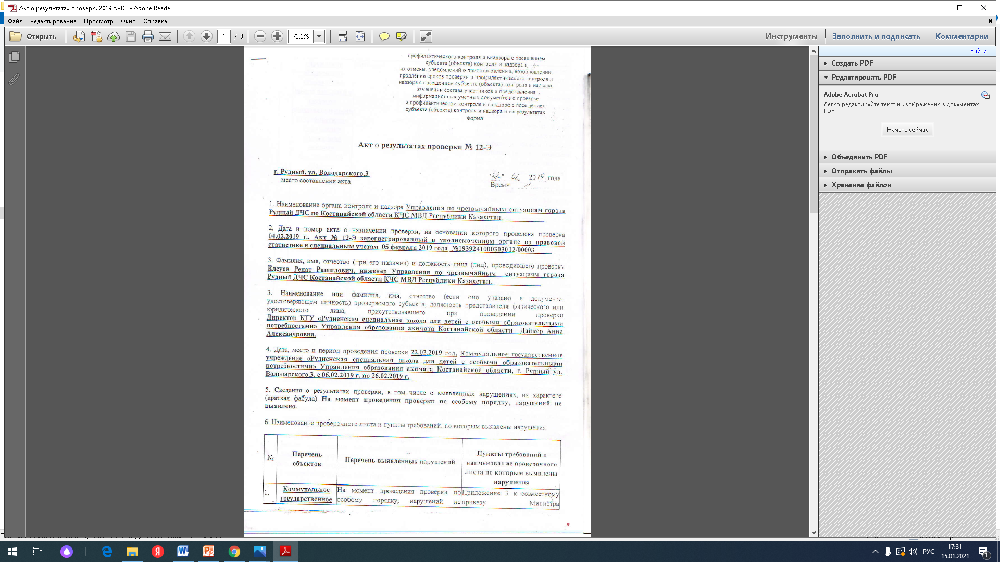 Акт о результатах проверки2019 г.PDF - Adobe Reader
Файл Редактирование Просмотр Окно Справка
Открыть 1 / 3 73,3% Инструменты Заполнить и подписать Комментарии
Войти
Создать PDF
Редактировать PDF
Adobe Acrobat Pro
Легко редактируйте текст и изображения в документах
PDF
Начать сейчас
Объединить PDF
Отправить файлы
Хранение файлов
профилактического контроля и ьнадзора с посещением
субъекта (объекта) контроля и надзора и
их отмены, уведомлений о приостановлении, возобновлении,
продлении сроков проверки и профилактического контроля и
надзора с посещением субъекта (объекта) контроля и надзора,
изменении состава участников и представления
информационных учетных документов о проверке
и профилактическом контроле и ьнадзоре с посещением
субъекта (объекта) контроля и надзора и их результатах
Форма
Акт о результатах проверки № 12-Э
г. Рудный, ул. Володарского,3
место составления акта
"22" 02 2019 года
Время 11
1. Наименование органа контроля и надзора Управления по чрезвычайным ситуациям города
Рудный ДЧС по Костанайской области КЧС МВД Республики Казахстан.
2. Дата и номер акта о назначении проверки, на основании которого проведена проверка
04.02.2019 г., Акт № 12-Э зарегистрированный в уполномоченном органе по правовой
статистике и специальным учетам 05 февраля 2019 года №1939241000303012/00003
3. Фамилия, имя, отчество (при его наличии) и должность лица (лиц), проводившего проверку
Елеуов Ренат Рашидович, инженер Управления по чрезвычайным ситуациям города
Рудный ДЧС Костанайской области КЧС МВД Республики Казахстан.
3. Наименование или фамилия, имя, отчество (если оно указано в документе,
удостоверяющем личность) проверяемого субъекта, должность представителя физического или
юридического лица, присутствовавшего при проведении проверки
Директор КГУ «Рудненская специальная школа для детей с особыми образовательными
потребностями» Управления образования акимата Костанайской области Дайкер Анна
Александровна.
4. Дата, место и период проведения проверки 22.02.2019 год, Коммунальное государственное
учреждение «Рудненская специальная школа для детей с особыми образовательными
потребностями» Управления образования акимата Костанайской области, г. Рудный ул.
Володарского,3, с 06.02.2019 г. по 26.02.2019 г.
5. Сведения о результатах проверки, в том числе о выявленных нарушениях, их характере
(краткая фабула) На момент проведения проверки по особому порядку, нарушений не
выявлено.
6. Наименование проверочного листа и пункты требований, по которым выявлены нарушения
№
Перечень
объектов
Перечень выявленных нарушений
Пункты требований и
наименование проверочного
листа по которым выявлены
нарушения
1.
Коммунальное
государственное
На момент проведения проверки по
особому порядку, нарушений не
Приложение 3 к совместному
приказу Министра
РУС
17:31
15.01.2021
1